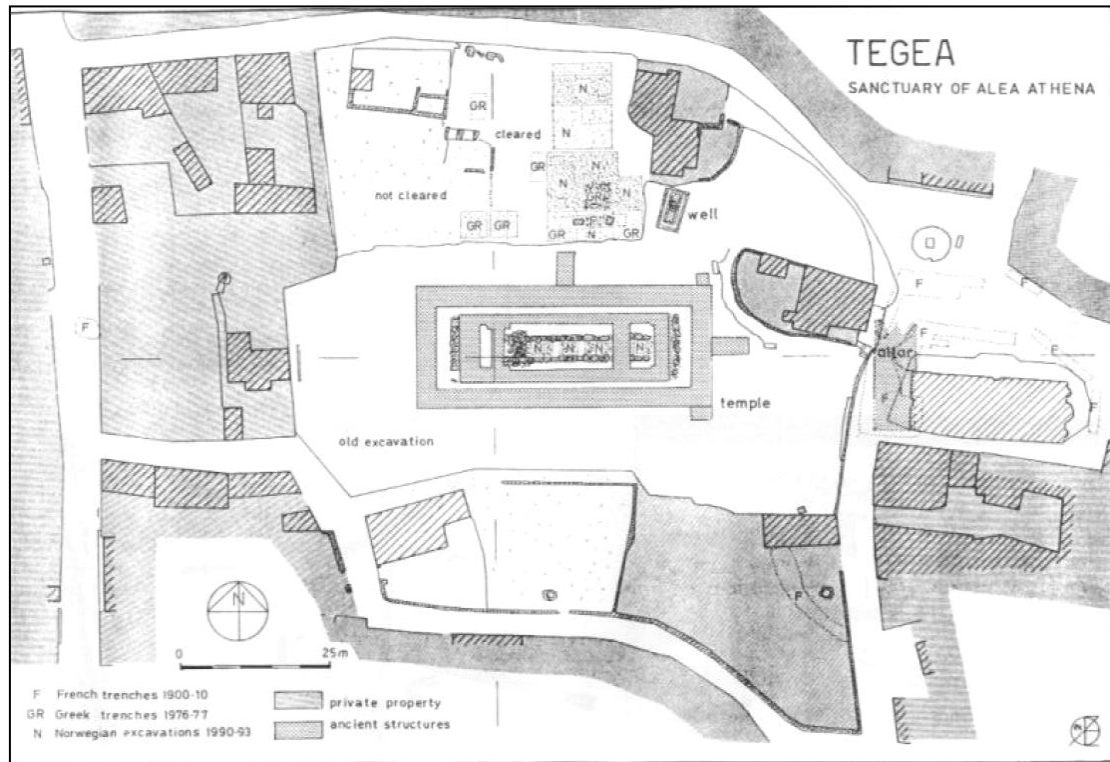 TEGEA
SANCTUARY OF ALEA ATHENA
N
GR
cleared
N
N
GR
N
N
N
not cleared
well
GR
GR
GR
N
GR
F
F
F
F
F
altar
N
N
N
N
temple
F
F
old excavation
F
N
0
25m
F French trenches 1900-10
GR Greek trenches 1976-77
N Norwegian excavations 1990-93
private property
ancient structures